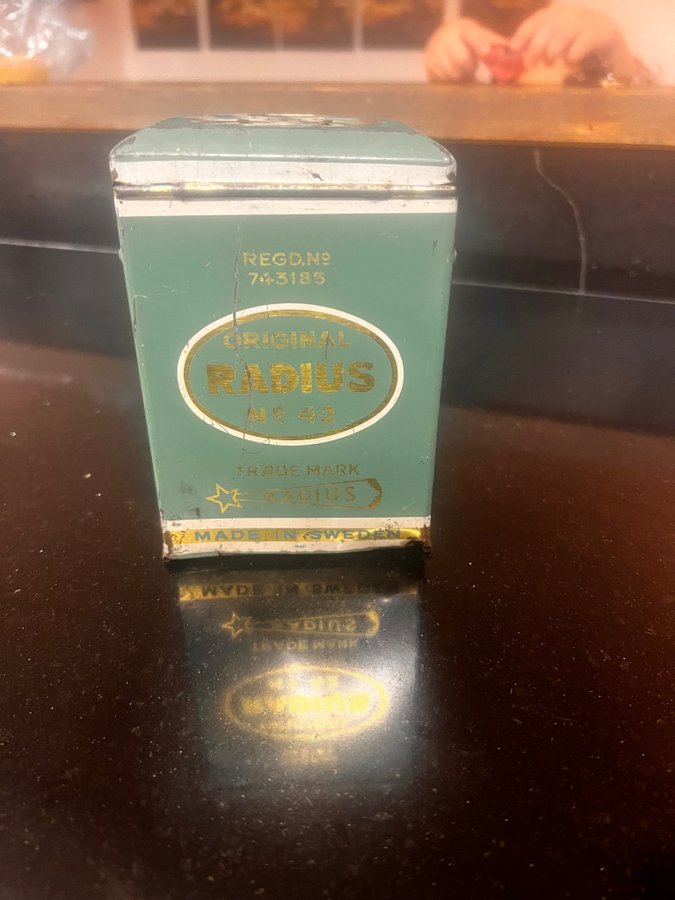 REGD.Nº
743185
ORIGINAL
RADIUS
Nº 42
TRADE MARK
RADIUS
MADE IN SWEDEN